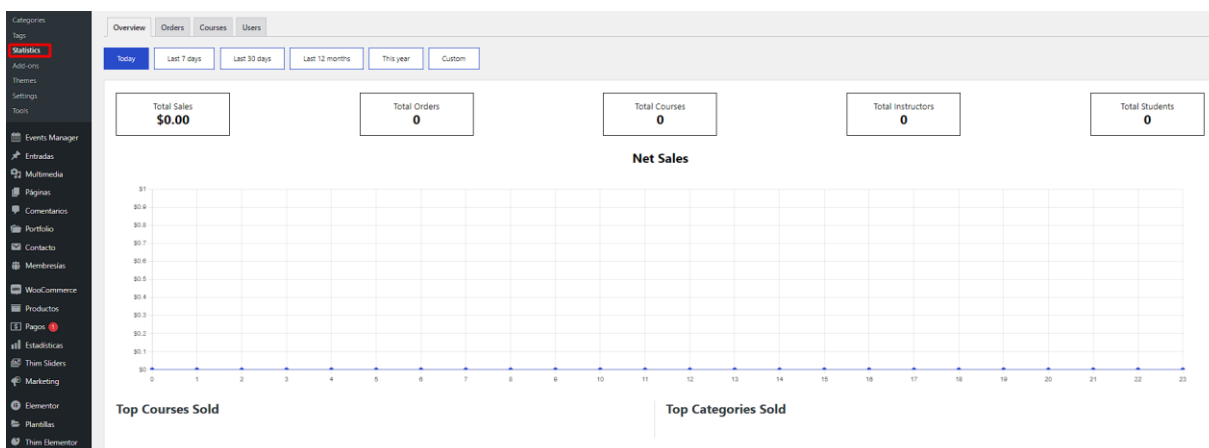 Categories
Tags
Statistics
Add-ons
Themes
Settings
Tools
Events Manager
Entradas
Multimedia
Páginas
Comentarios
Portfolio
Contacto
Membresías
WooCommerce
Productos
Pagos 1
Estadísticas
Thim Sliders
Marketing
Elementor
Plantillas
Thim Elementor
Overview Orders Courses Users
Today Last 7 days Last 30 days Last 12 months This year Custom
Total Sales
$0.00
Total Orders
0
Total Courses
0
Total Instructors
0
Total Students
0
Net Sales
$1
$0.9
$0.8
$0.7
$0.6
$0.5
$0.4
$0.3
$0.2
$0.1
$0
0 1 2 3 4 5 6 7 8 9 10 11 12 13 14 15 16 17 18 19 20 21 22 23
Top Courses Sold
Top Categories Sold